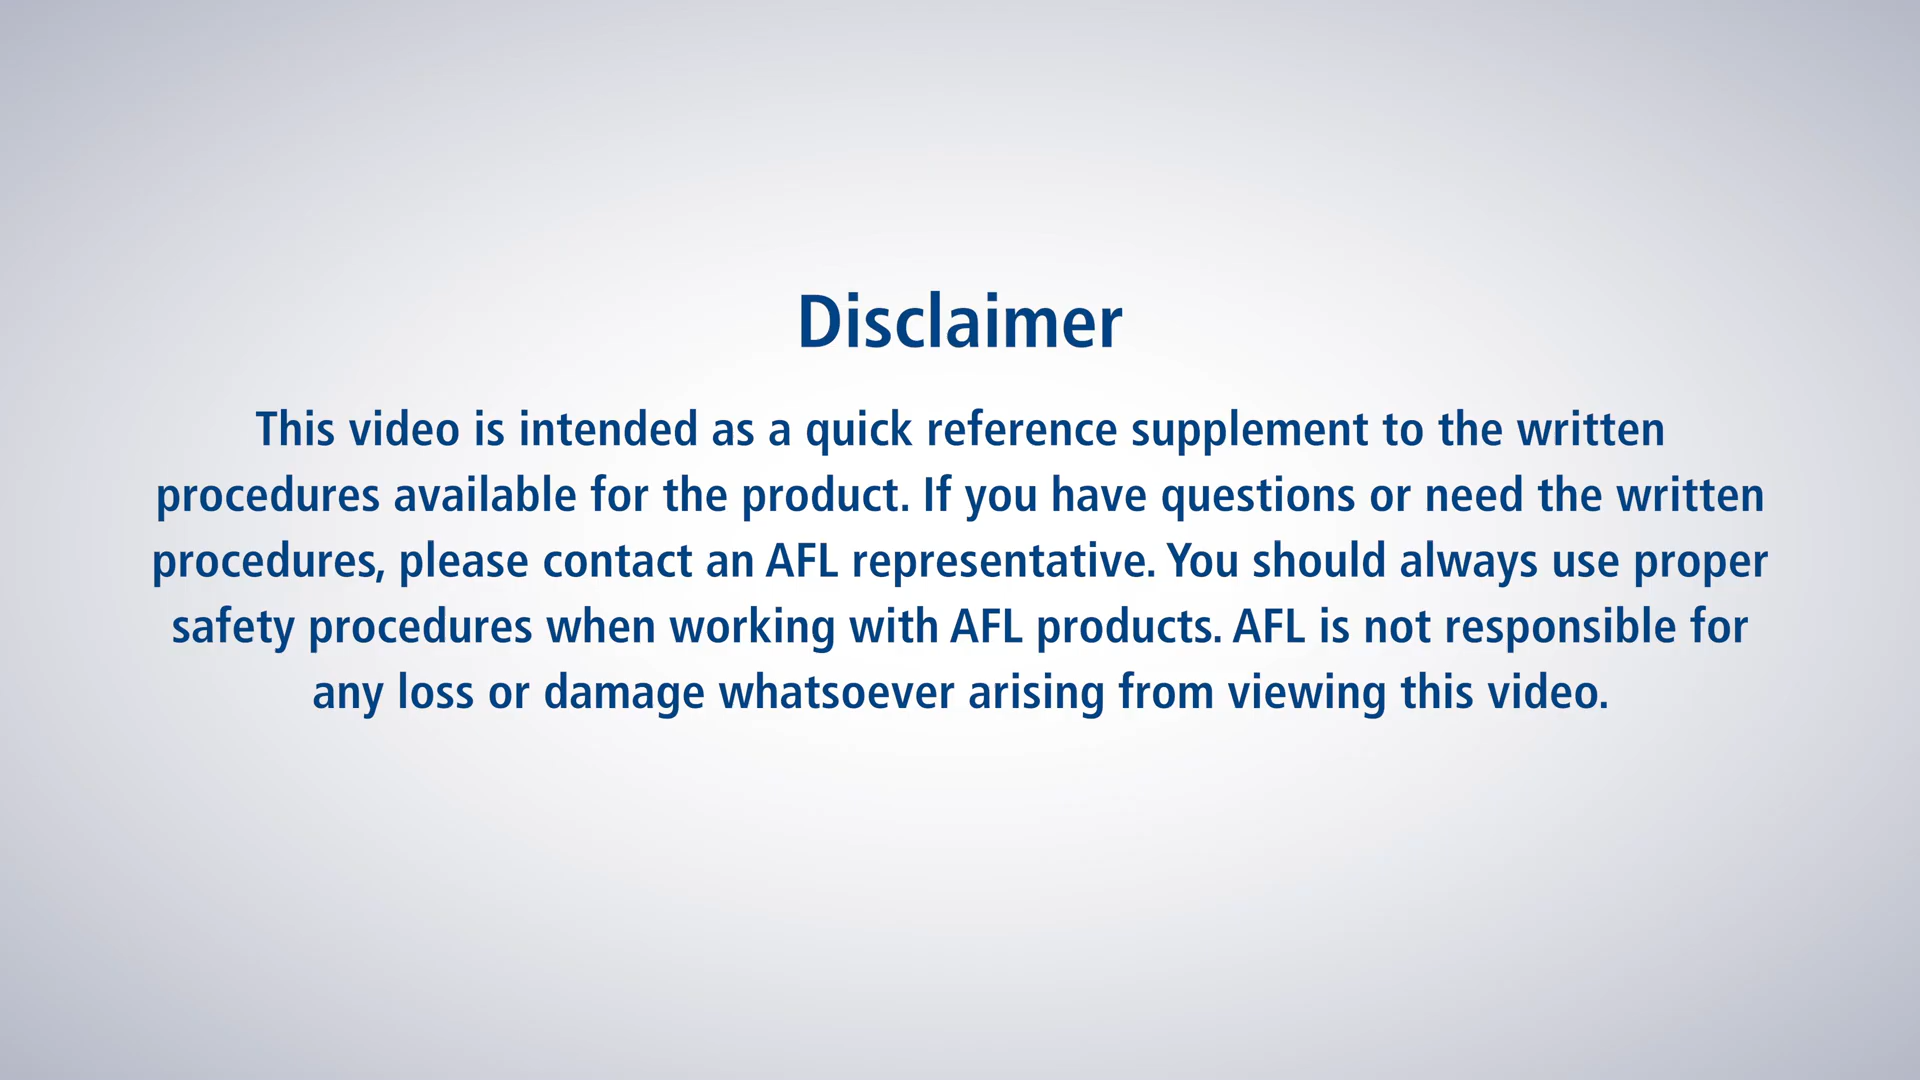 Disclaimer
This video is intended as a quick reference supplement to the written
procedures available for the product. If you have questions or need the written
procedures, please contact an AFL representative. You should always use proper
safety procedures when working with AFL products. AFL is not responsible for
any loss or damage whatsoever arising from viewing this video.